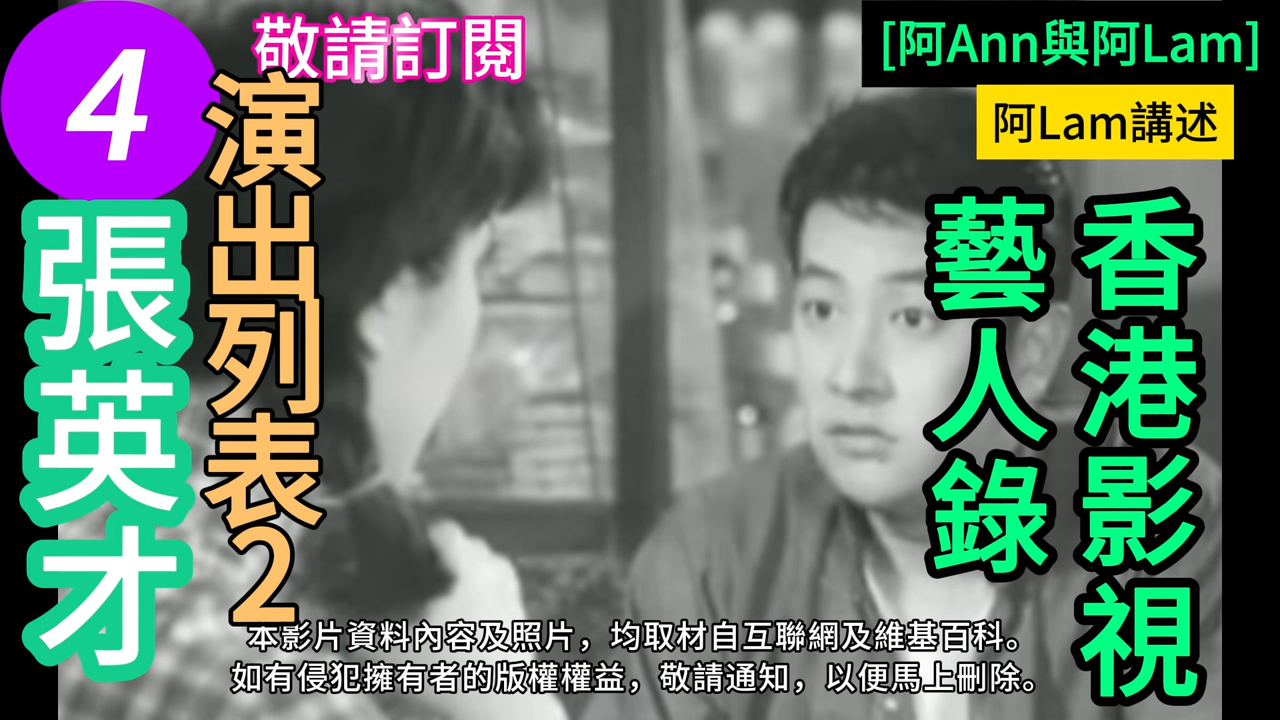 4
敬請訂閱
[阿Ann與阿Lam]
阿Lam講述
香港影視
藝人錄
演出列表2
張英才
本影片資料內容及照片，均取材自互聯網及維基百科。
如有侵犯擁有者的版權權益，敬請通知，以便馬上刪除。